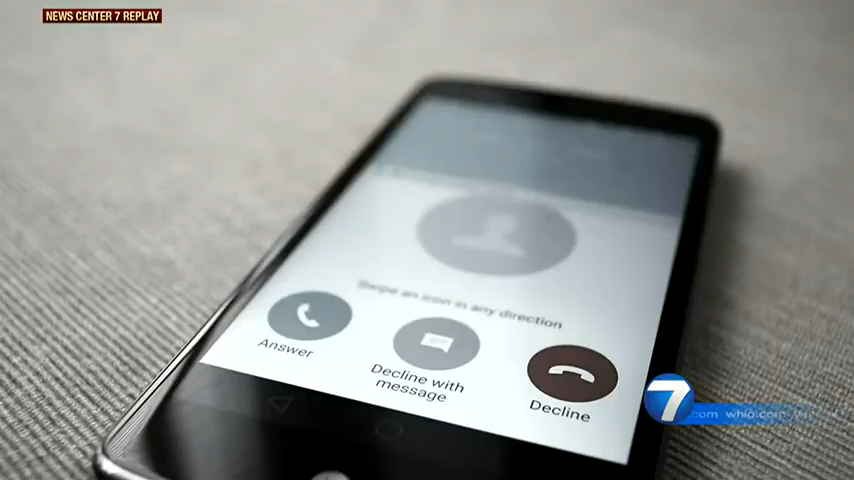 NEWS CENTER 7 REPLAY
Swipe an icon in any direction
Answer
Decline with
message
Decline
7
.com whio.com